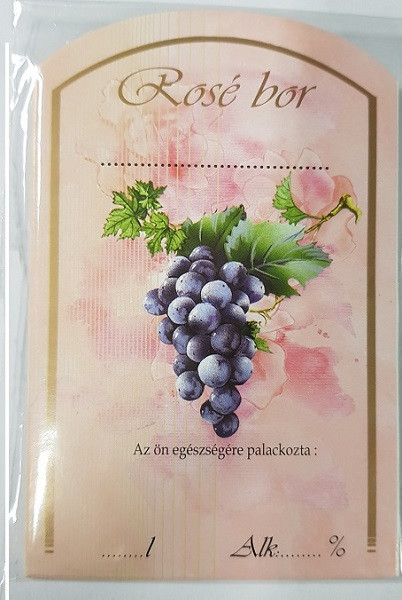 Rosé bor
........................................
Az ön egészségére palackozta :
........l Alk......... %